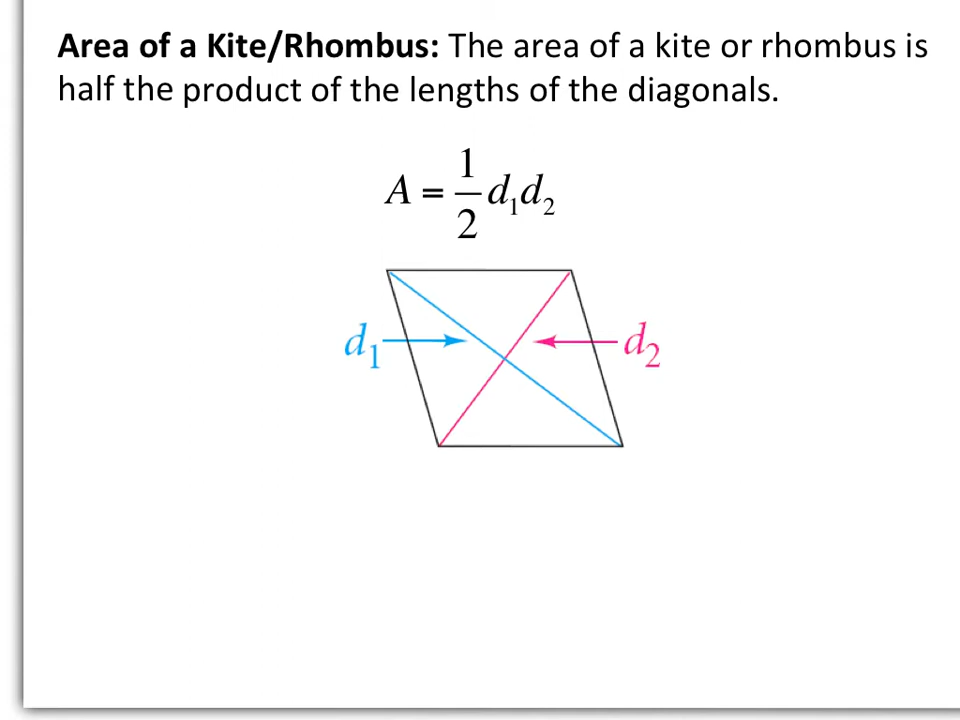 Area of a Kite/Rhombus: The area of a kite or rhombus is
half the product of the lengths of the diagonals.
A = 1/2 d₁d₂
d₁ d₂